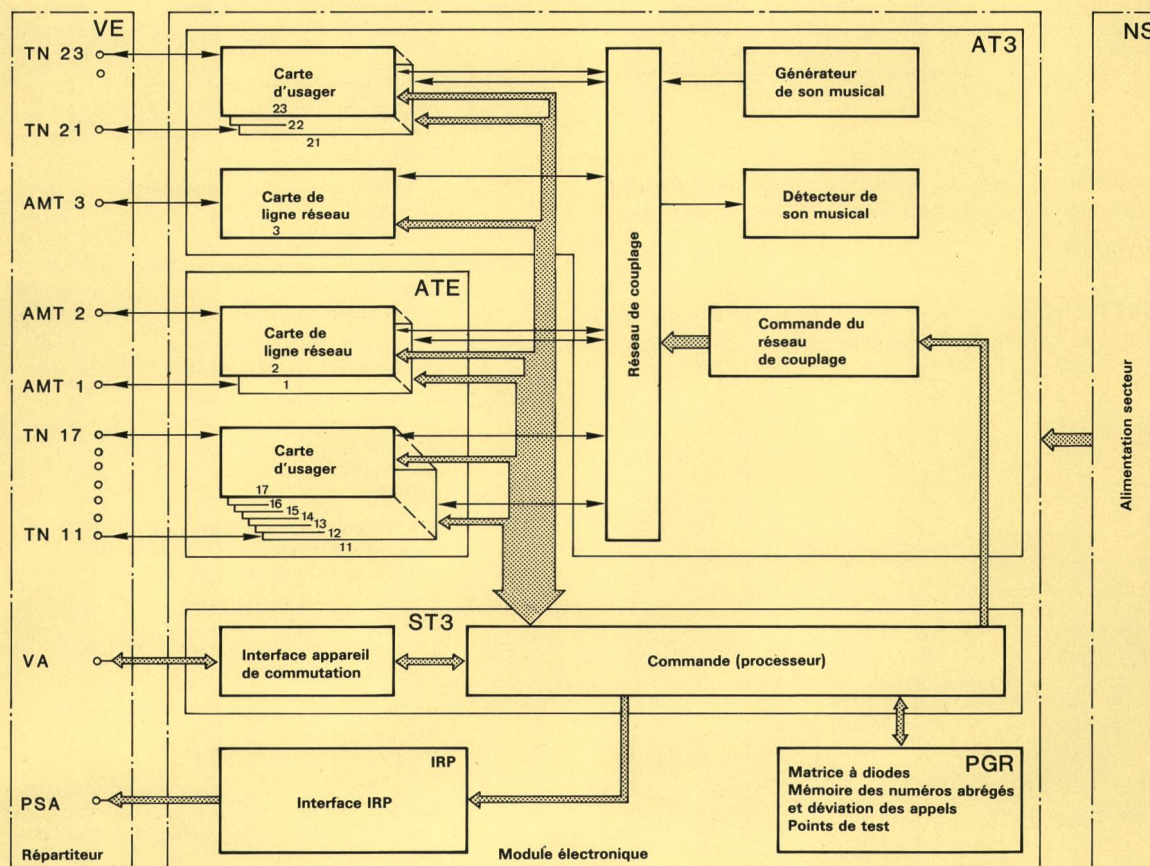 VE
NS
TN 23
TN 21
AMT 3
AMT 2
AMT 1
TN 17
TN 11
VA
PSA
Répartiteur
AT3
Carte
d'usager
23
22
21
Carte de
ligne réseau
3
Réseau de couplage
Générateur
de son musical
Détecteur de
son musical
Commande du
réseau
de couplage
ATE
Carte de
ligne réseau
2
1
Carte
d'usager
17
16
15
14
13
12
11
Alimentation secteur
ST3
Interface appareil
de commutation
Commande (processeur)
IRP
Interface IRP
PGR
Matrice à diodes
Mémoire des numéros abrégés
et déviation des appels
Points de test
Module électronique